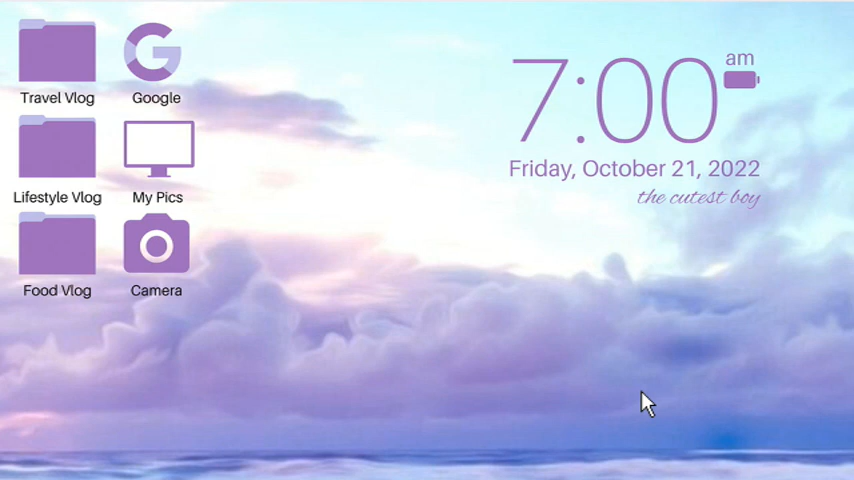 Travel Vlog
Google
Lifestyle Vlog
My Pics
Food Vlog
Camera
7:00 am
Friday, October 21, 2022
the cutest boy